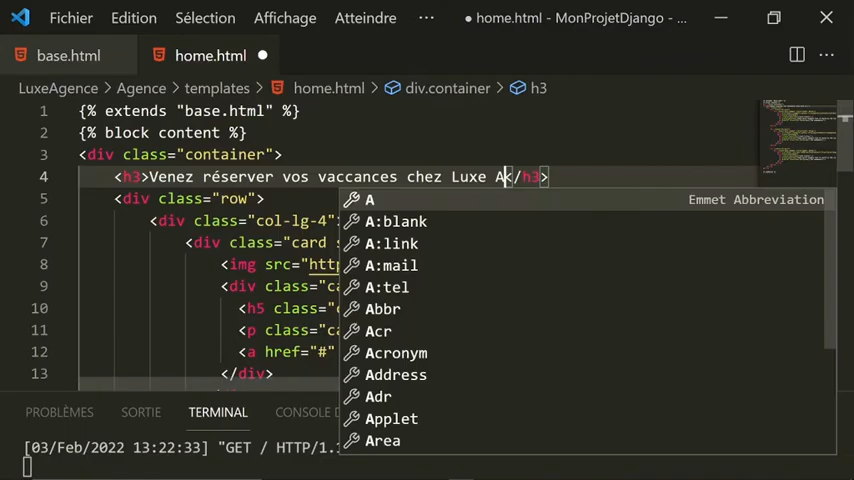 Fichier Edition Sélection Affichage Atteindre ··· ● home.html - MonProjetDjango - ...
base.html home.html ●
LuxeAgence > Agence > templates > home.html > div.container > h3
1 {% extends "base.html" %}
2 {% block content %}
3 <div class="container">
4 <h3>Venez réserver vos vaccances chez Luxe A</h3>
5 <div class="row">
A Emmet Abbreviation
6 <div class="col-lg-4"
A:blank
7 <div class="card
A:link
8 <img src="http
A:mail
9 <div class="ca
A:tel
10 <h5 class="
Abbr
11 <p class="ca
Acr
12 <a href="#"
Acronym
13 </div>
Address
Adr
PROBLÈMES SORTIE TERMINAL CONSOLE D
Applet
[03/Feb/2022 13:22:33] "GET / HTTP/1.
Area